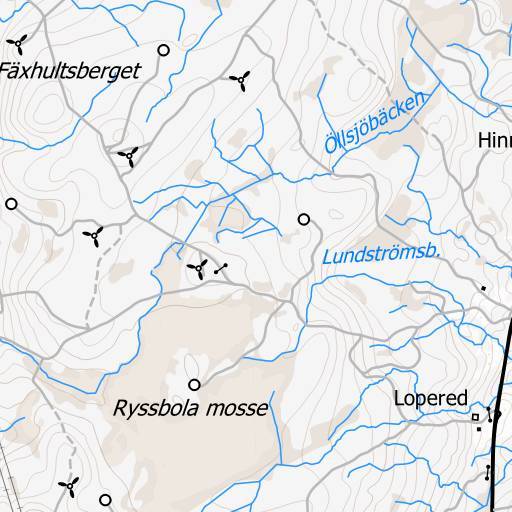 Fäxhultsberget
Öllsjöbäcken
Hinn
Lundströmsb.
Lopered
Ryssbola mosse